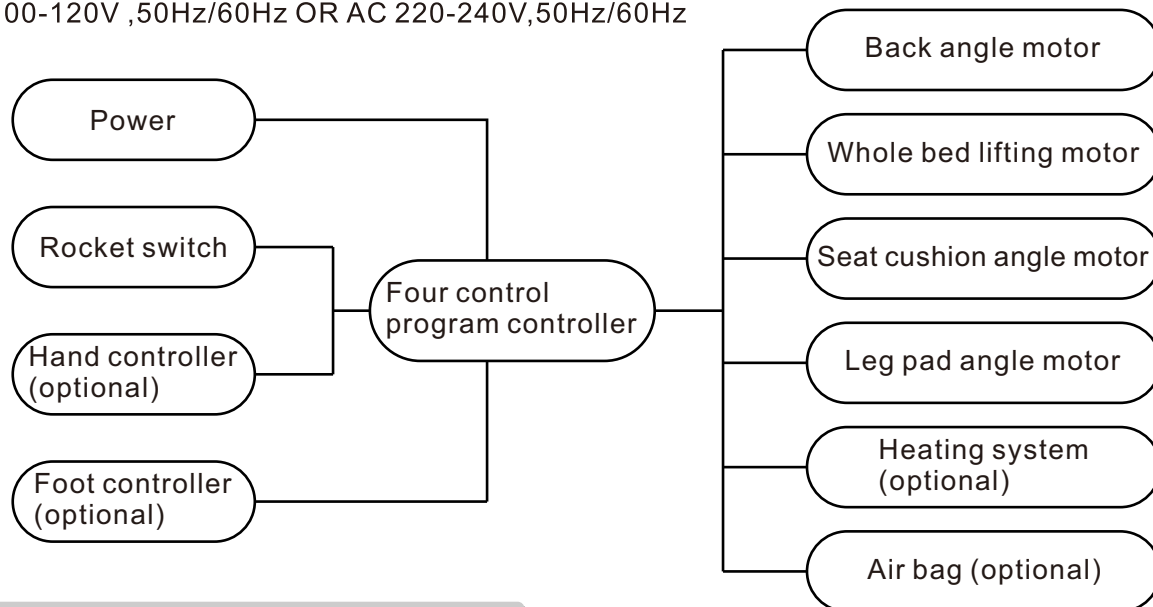 00-120V ,50Hz/60Hz OR AC 220-240V,50Hz/60Hz
Power
Rocket switch
Hand controller
(optional)
Foot controller
(optional)
Four control
program controller
Back angle motor
Whole bed lifting motor
Seat cushion angle motor
Leg pad angle motor
Heating system
(optional)
Air bag (optional)